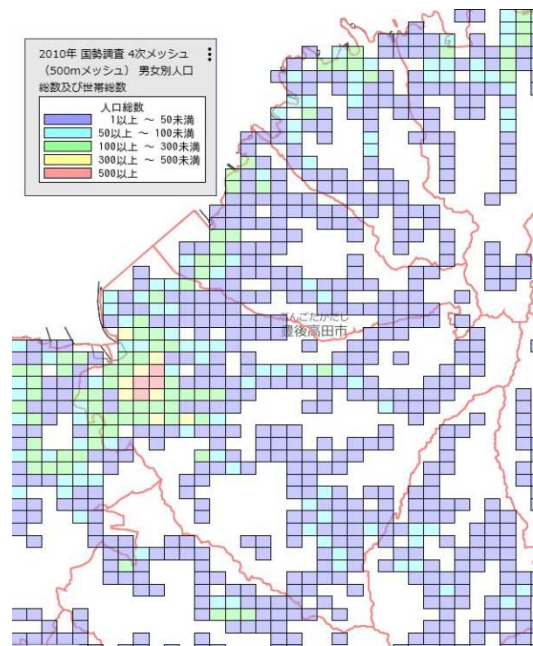 2010年 国勢調査 4次メッシュ
（500mメッシュ） 男女別人口
総数及び世帯総数
人口総数
1以上 ～ 50未満
50以上 ～ 100未満
100以上 ～ 300未満
300以上 ～ 500未満
500以上
ぶんごたかだし
豊後高田市